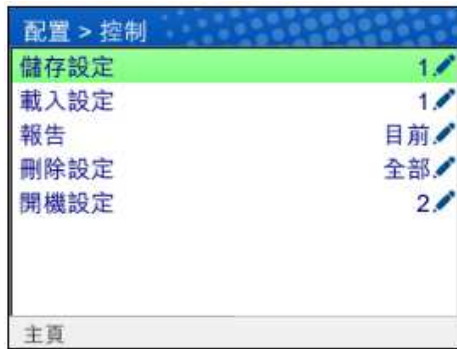 配置 > 控制
儲存設定 1
載入設定 1
報告 目前
刪除設定 全部
開機設定 2
主頁